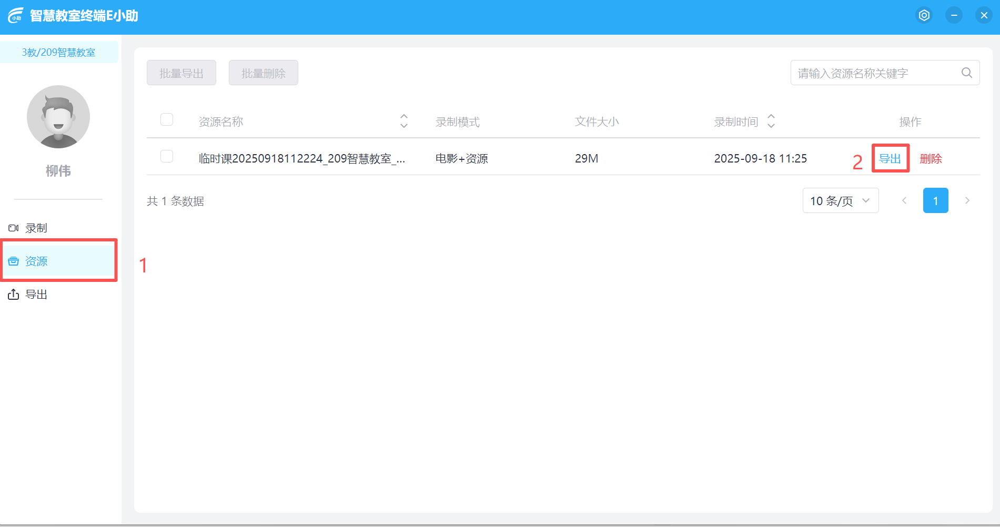 小助 智慧教室终端E小助
3教/209智慧教室
柳伟
录制
资源
导出
1
批量导出 批量删除 请输入资源名称关键字
资源名称 录制模式 文件大小 录制时间 操作
临时课20250918112224_209智慧教室_... 电影+资源 29M 2025-09-18 11:25 2 导出 删除
共 1 条数据 10 条/页 1